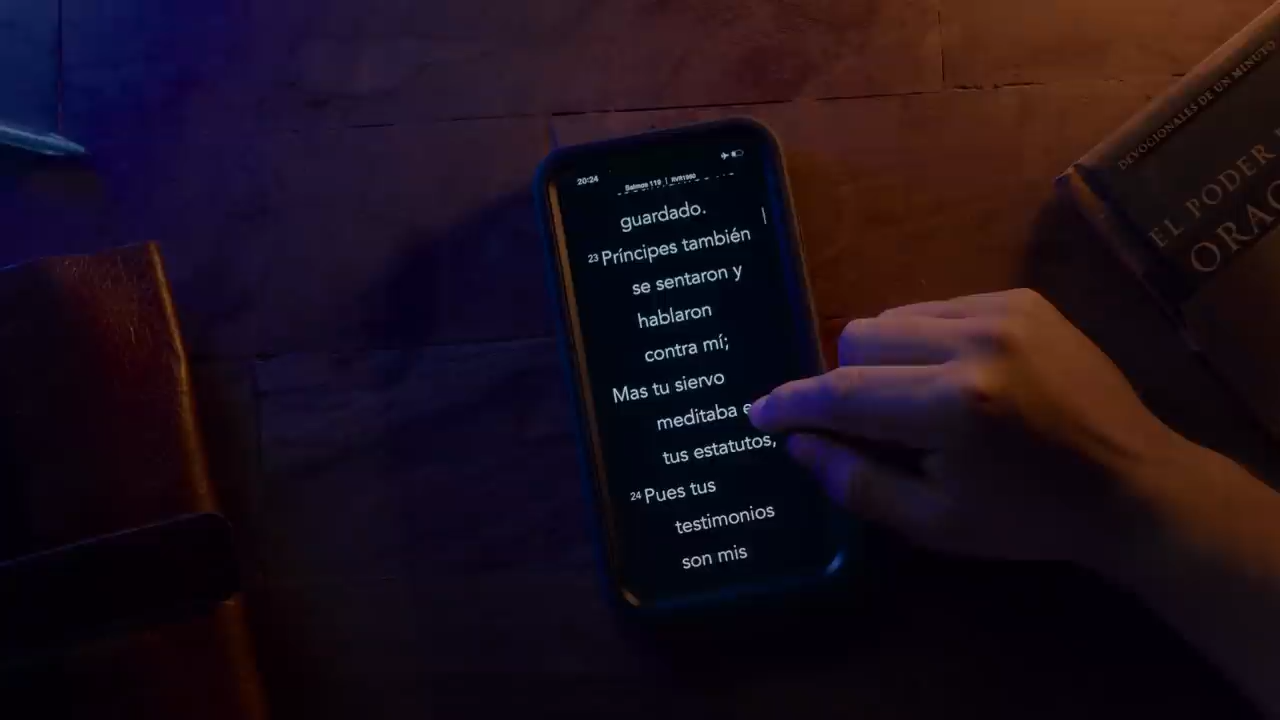 20:24
Salmos 119 | RVR1960
guardado.
23 Príncipes también
se sentaron y
hablaron
contra mí;
Mas tu siervo
meditaba e
tus estatutos,
24 Pues tus
testimonios
son mis
DEVOCIONALES DE UN MINUTO
EL PODER
ORAC